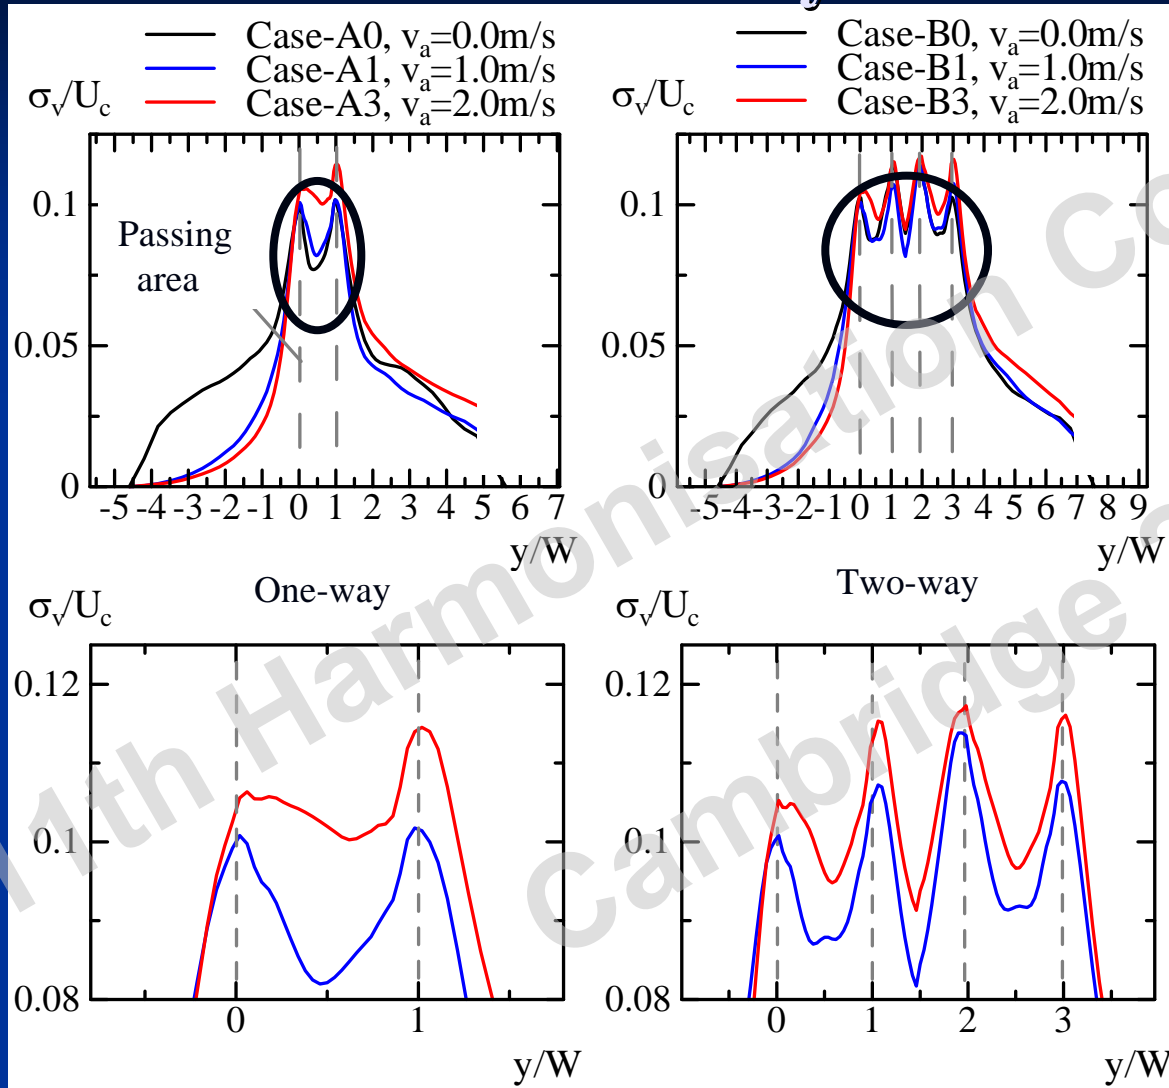 Case-A0, va=0.0m/s
Case-A1, va=1.0m/s
Case-A3, va=2.0m/s
σv/Uc
0.1
0.05
0
Passing
area
-5 -4 -3 -2 -1 0 1 2 3 4 5 6 7
y/W
One-way
Case-B0, va=0.0m/s
Case-B1, va=1.0m/s
Case-B3, va=2.0m/s
σv/Uc
0.1
0.05
0
-5-4-3-2-1 0 1 2 3 4 5 6 7 8 9
y/W
Two-way
σv/Uc
0.12
0.1
0.08
0 1
y/W
σv/Uc
0.12
0.1
0.08
0 1 2 3
y/W
11th Harmonisation Co
Cambridge